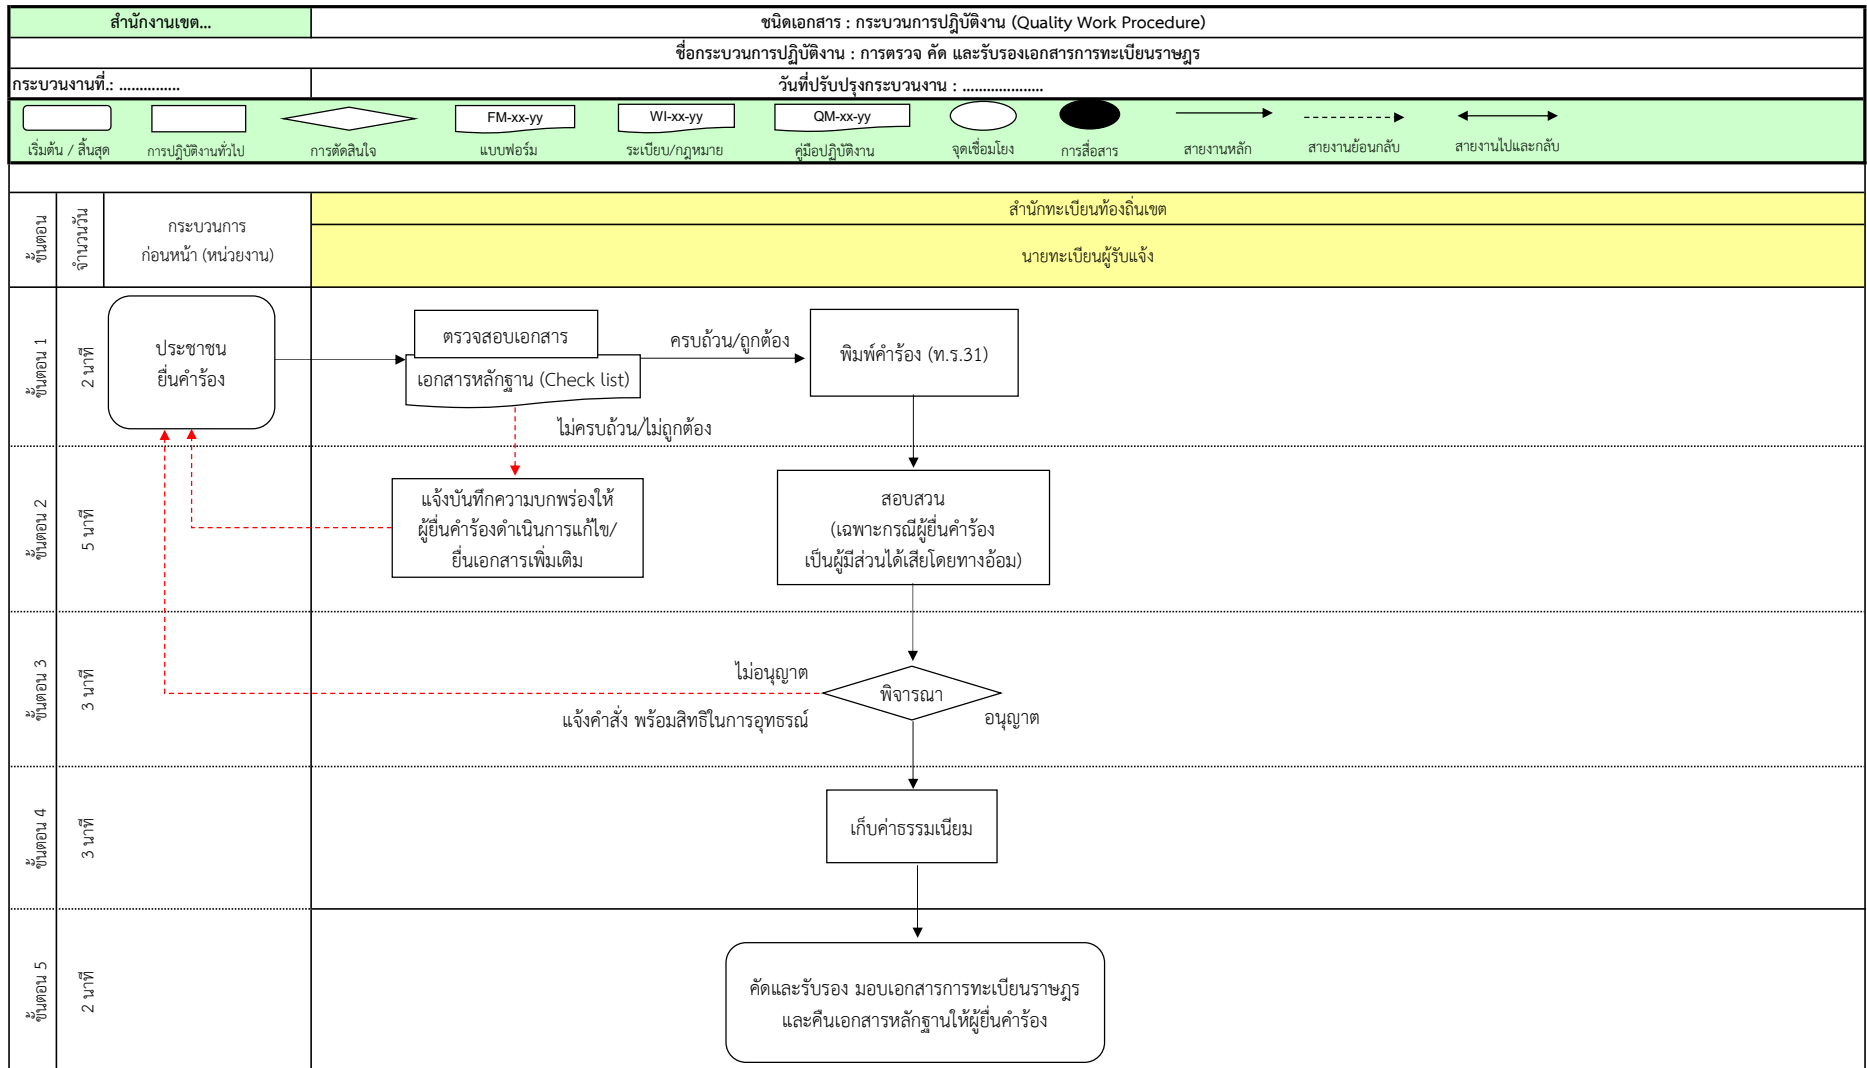 สำนักงานเขต...
ชนิดเอกสาร : กระบวนการปฏิบัติงาน (Quality Work Procedure)
ชื่อกระบวนการปฏิบัติงาน : การตรวจ คัด และรับรองเอกสารการทะเบียนราษฎร
กระบวนงานที่.: ...............
วันที่ปรับปรุงกระบวนงาน : ....................
FM-xx-yy
WI-xx-yy
QM-xx-yy
เริ่มต้น / สิ้นสุด
การปฏิบัติงานทั่วไป
การตัดสินใจ
แบบฟอร์ม
ระเบียบ/กฎหมาย
คู่มือปฏิบัติงาน
จุดเชื่อมโยง
การสื่อสาร
สายงานหลัก
สายงานย้อนกลับ
สายงานไปและกลับ
ขั้นตอน
จำนวนวัน
กระบวนการ
ก่อนหน้า (หน่วยงาน)
สำนักทะเบียนท้องถิ่นเขต
นายทะเบียนผู้รับแจ้ง
ขั้นตอน 1
2 นาที
ประชาชน
ยื่นคำร้อง
ตรวจสอบเอกสาร
เอกสารหลักฐาน (Check list)
ครบถ้วน/ถูกต้อง
พิมพ์คำร้อง (ท.ร.31)
ไม่ครบถ้วน/ไม่ถูกต้อง
ขั้นตอน 2
5 นาที
แจ้งบันทึกความบกพร่องให้
ผู้ยื่นคำร้องดำเนินการแก้ไข/
ยื่นเอกสารเพิ่มเติม
สอบสวน
(เฉพาะกรณีผู้ยื่นคำร้อง
เป็นผู้มีส่วนได้เสียโดยทางอ้อม)
ขั้นตอน 3
3 นาที
ไม่อนุญาต
พิจารณา
แจ้งคำสั่ง พร้อมสิทธิในการอุทธรณ์
อนุญาต
ขั้นตอน 4
3 นาที
เก็บค่าธรรมเนียม
ขั้นตอน 5
2 นาที
คัดและรับรอง มอบเอกสารการทะเบียนราษฎร
และคืนเอกสารหลักฐานให้ผู้ยื่นคำร้อง